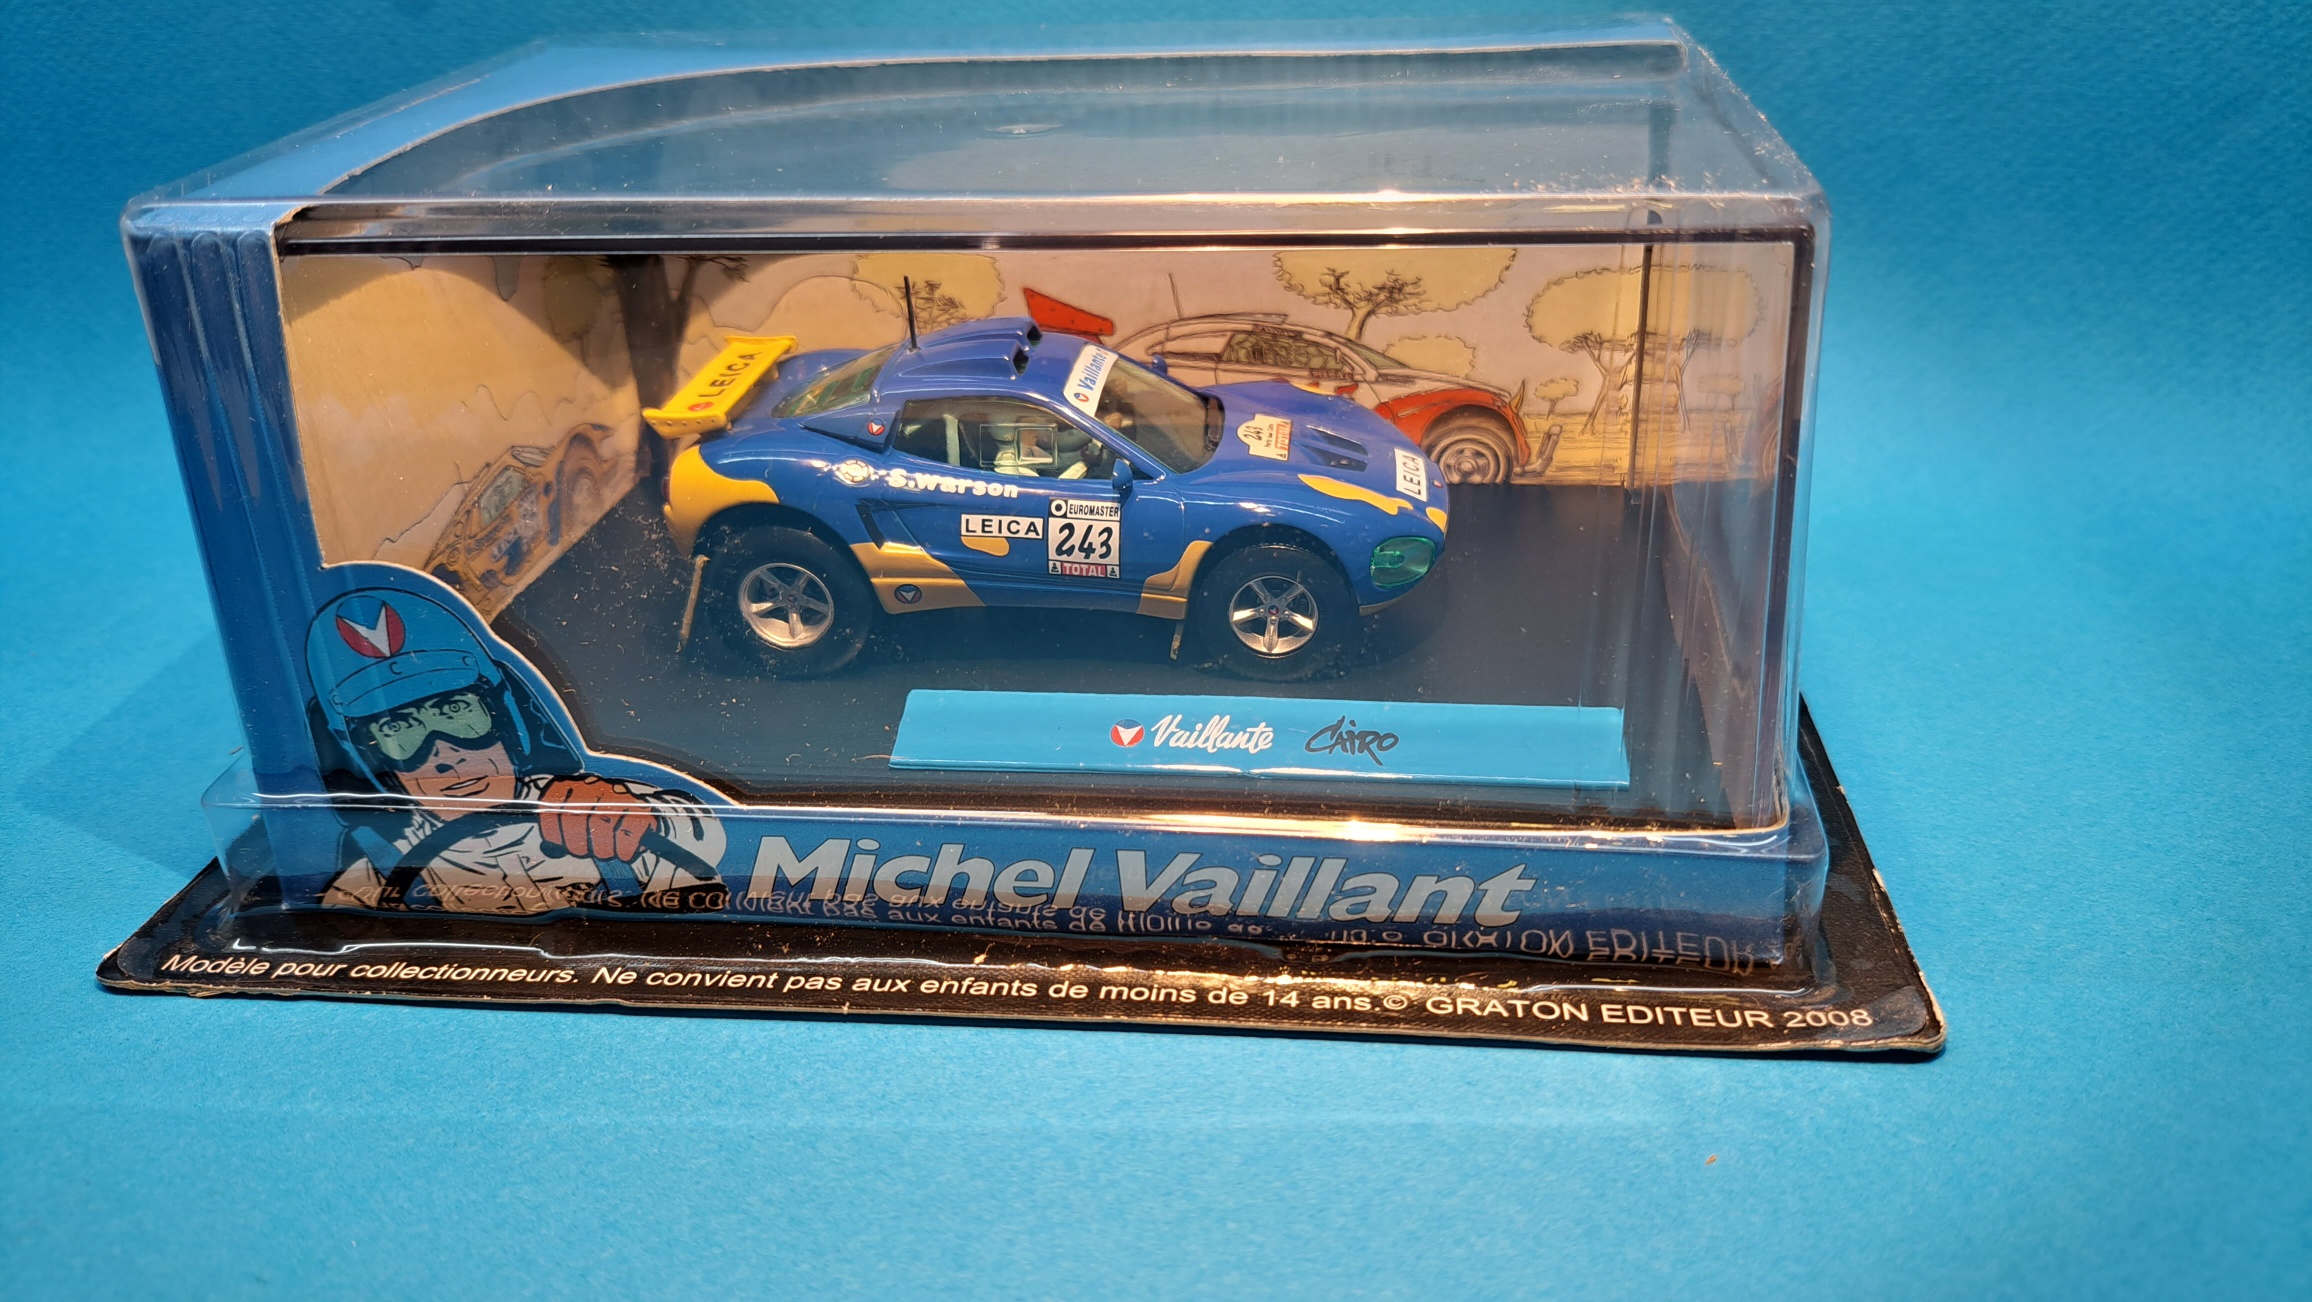 LEICA
Vaillante
S.Warson
LEICA
EUROMASTER
243
TOTAL
243
LEICA
Vaillante CAIRO
Michel Vaillant
Modèle pour collectionneurs. Ne convient pas aux enfants de moins de 14 ans.© GRATON EDITEUR 2008